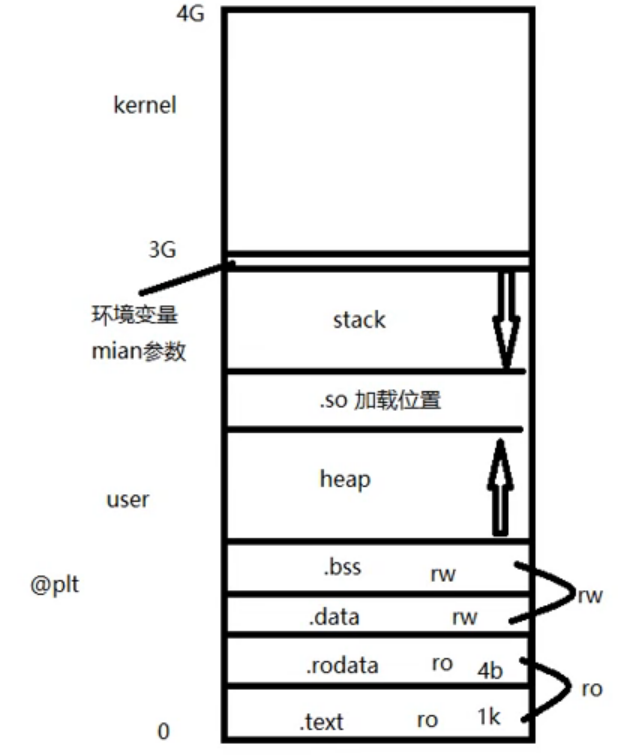 4G
kernel
3G
环境变量
mian参数
stack
.so 加载位置
heap
user
.bss rw
@plt
rw
.data rw
.rodata ro 4b
ro
.text ro 1k
0